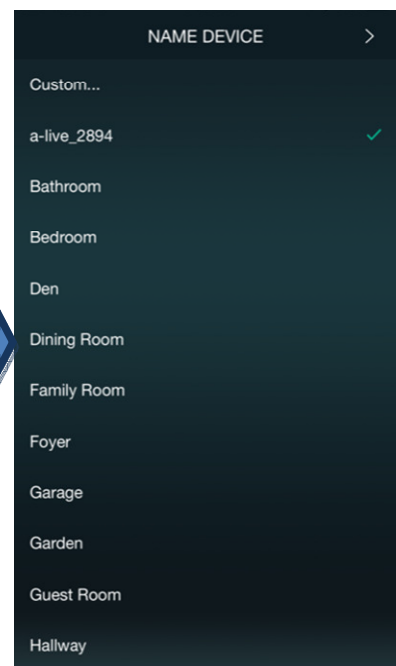 NAME DEVICE
Custom...
a-live_2894
Bathroom
Bedroom
Den
Dining Room
Family Room
Foyer
Garage
Garden
Guest Room
Hallway